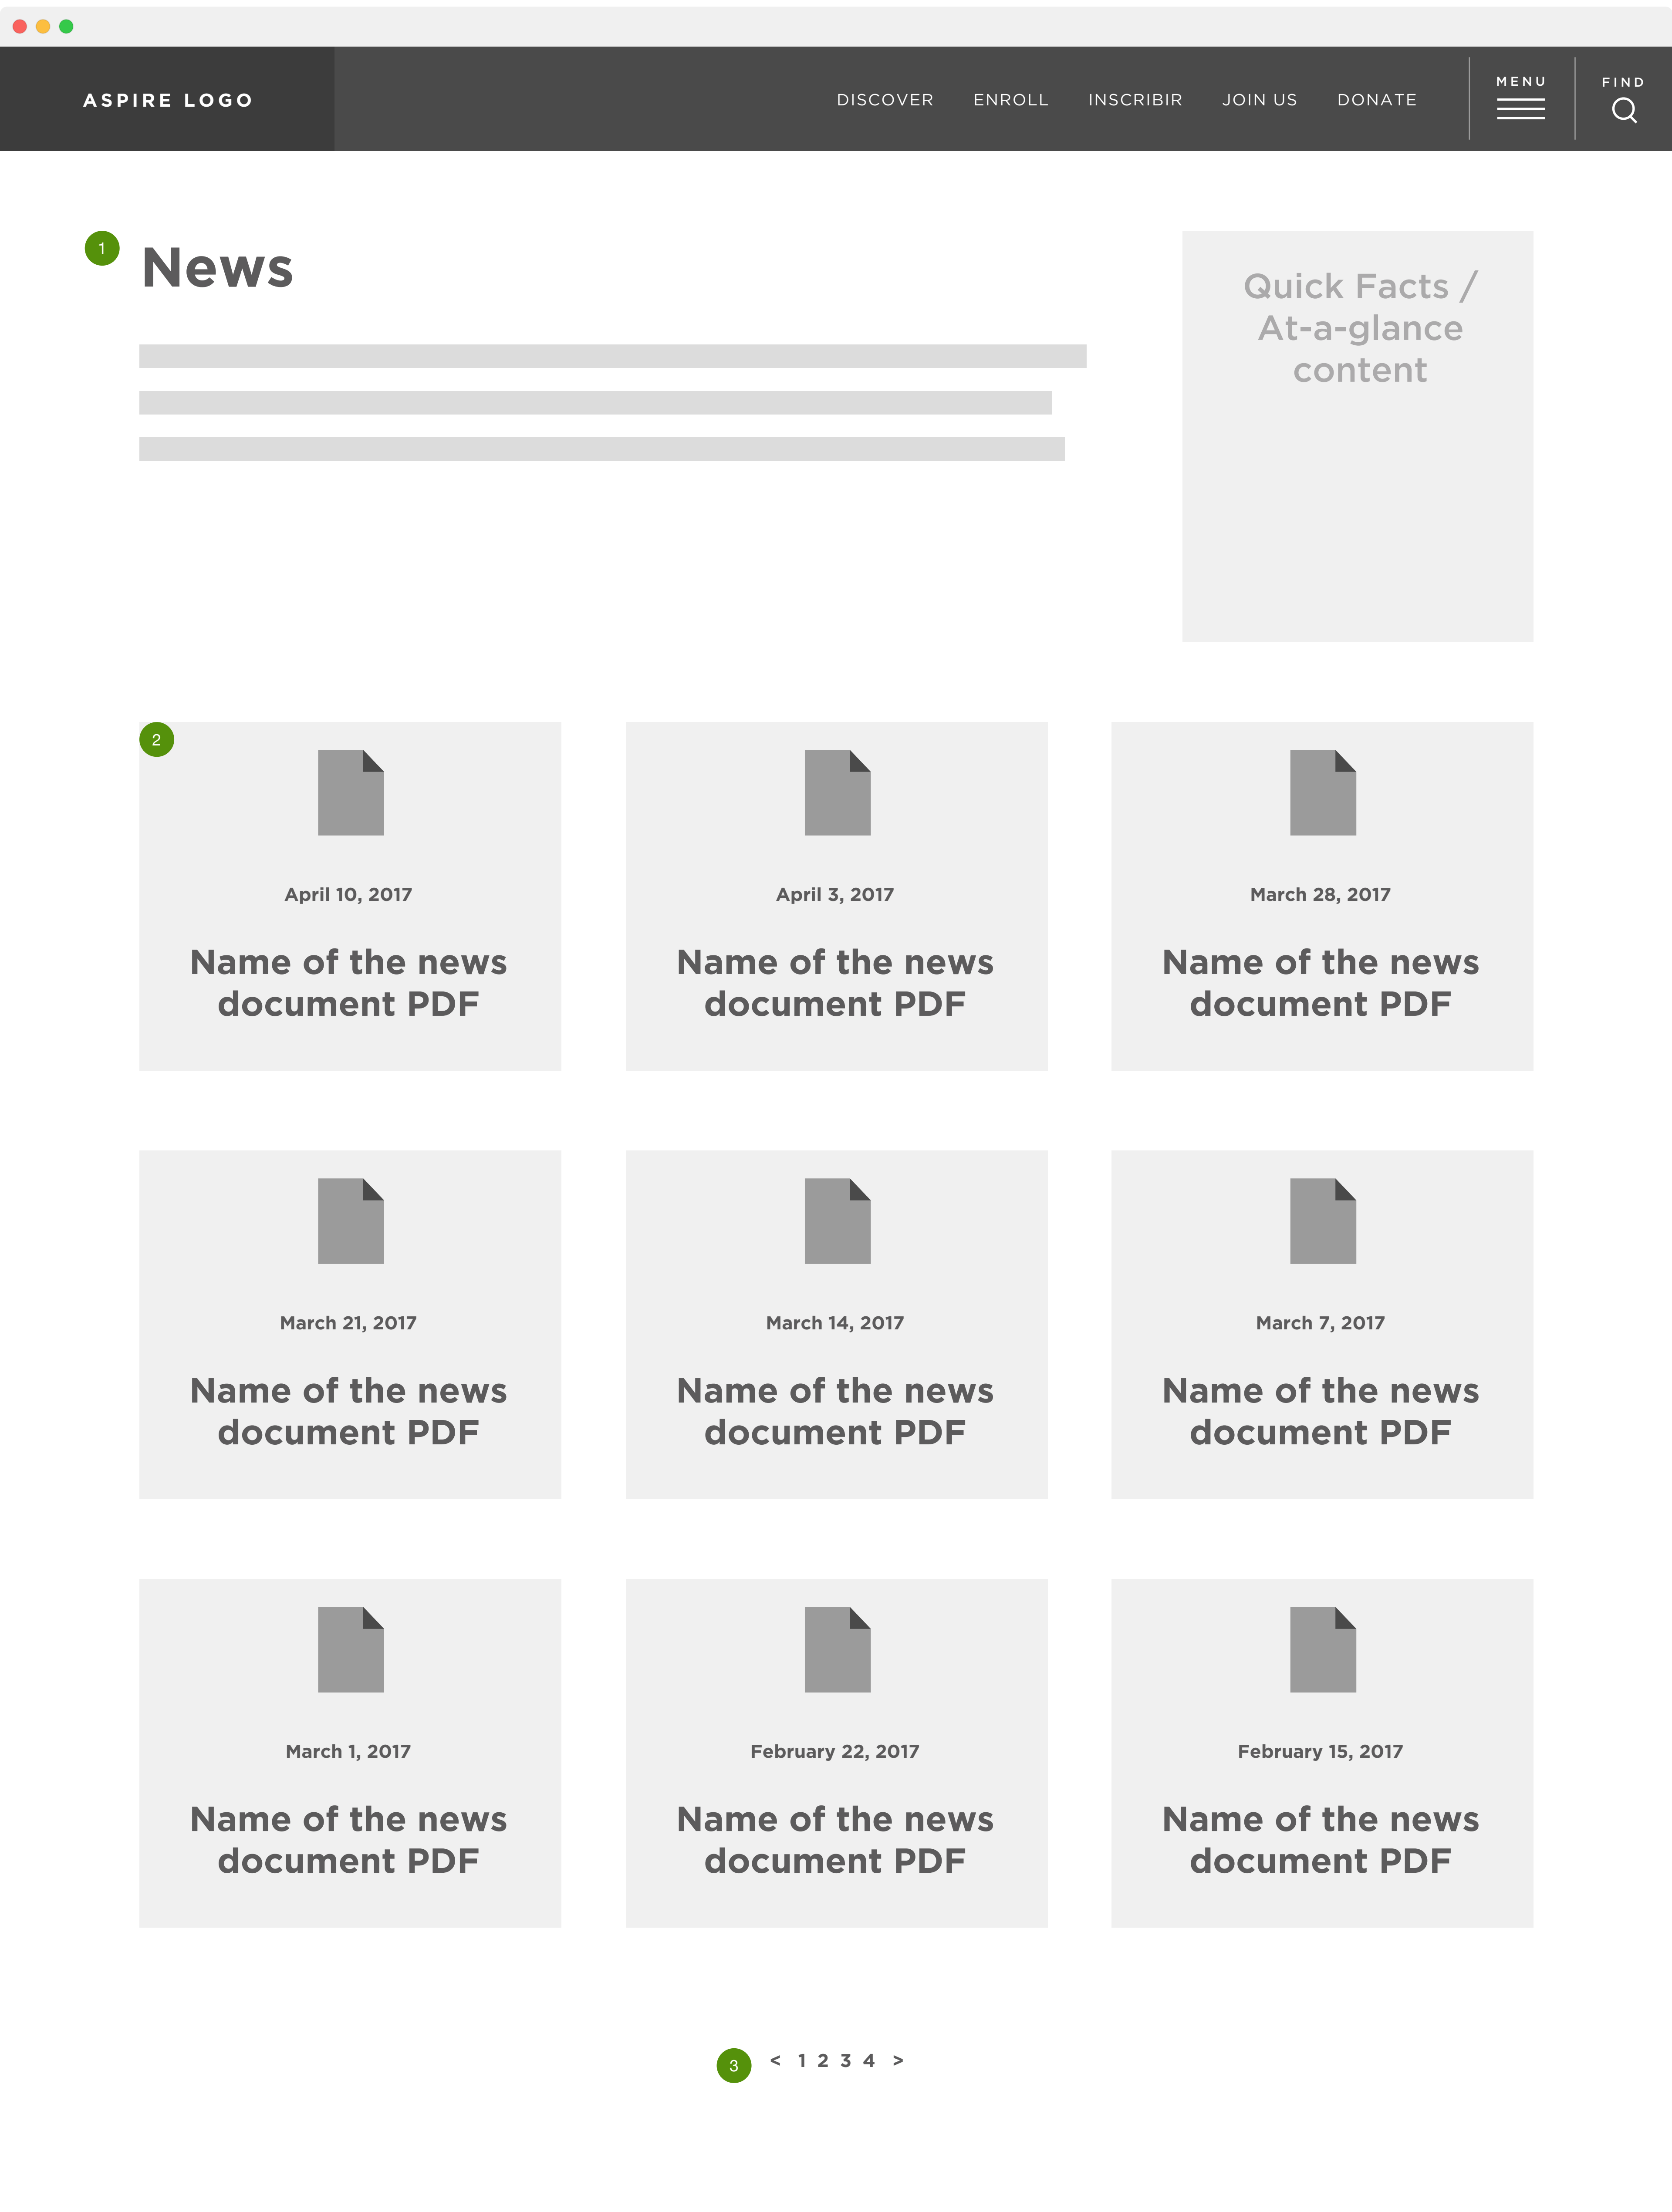 ASPIRE LOGO
DISCOVER ENROLL INSCRIBIR JOIN US DONATE
MENU
FIND
1
News
Quick Facts /
At-a-glance
content
2
April 10, 2017
Name of the news
document PDF
April 3, 2017
Name of the news
document PDF
March 28, 2017
Name of the news
document PDF
March 21, 2017
Name of the news
document PDF
March 14, 2017
Name of the news
document PDF
March 7, 2017
Name of the news
document PDF
March 1, 2017
Name of the news
document PDF
February 22, 2017
Name of the news
document PDF
February 15, 2017
Name of the news
document PDF
3
< 1 2 3 4 >